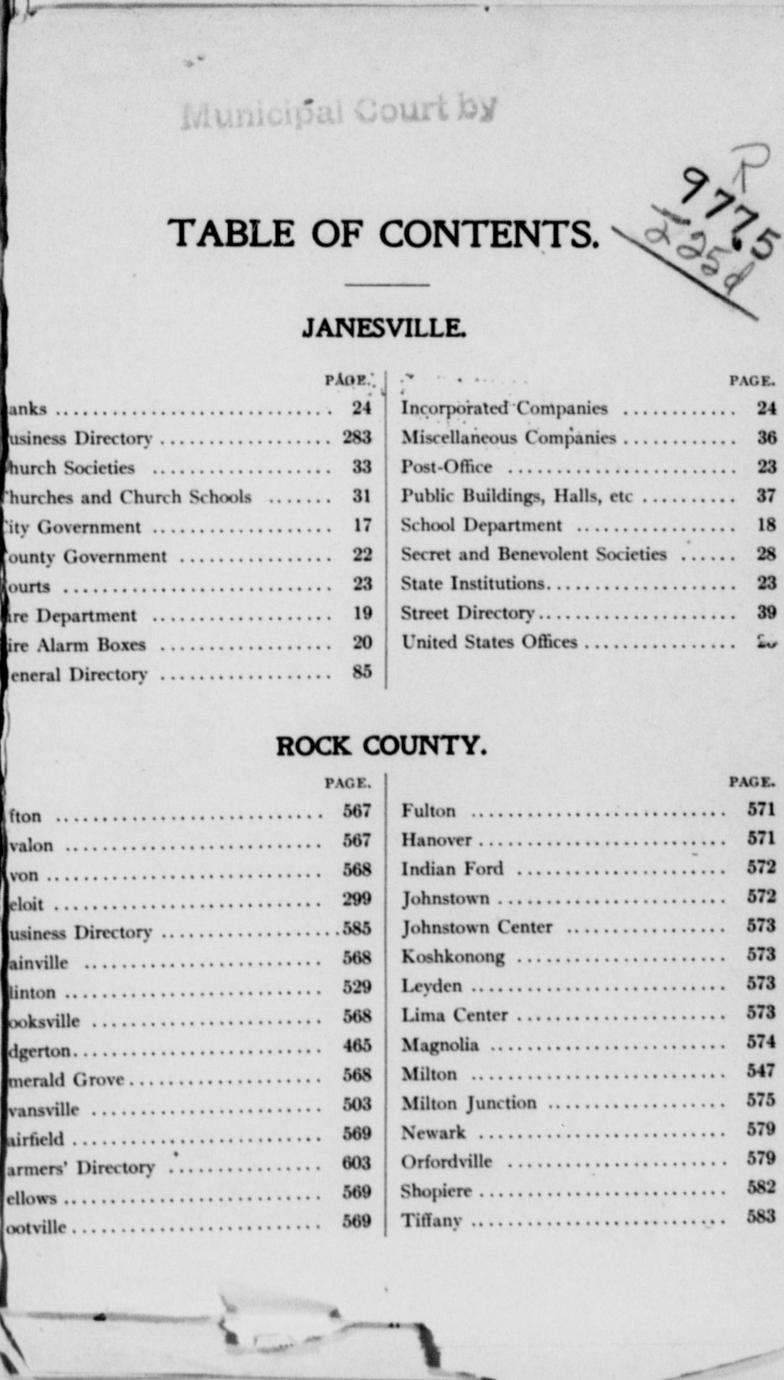 Municipal Court by
R
977.5
225d
TABLE OF CONTENTS.
JANESVILLE.
PAGE.
anks 24
usiness Directory 283
hurch Societies 33
hurches and Church Schools 31
ity Government 17
ounty Government 22
ourts 23
ire Department 19
ire Alarm Boxes 20
eneral Directory 85
PAGE.
Incorporated Companies 24
Miscellaneous Companies 36
Post-Office 23
Public Buildings, Halls, etc 37
School Department 18
Secret and Benevolent Societies 28
State Institutions 23
Street Directory 39
United States Offices
ROCK COUNTY.
PAGE.
fton 567
valon 567
von 568
eloit 299
usiness Directory 585
ainville 568
linton 529
ooksville 568
dgerton 465
merald Grove 568
vansville 503
airfield 569
armers' Directory 603
ellows 569
ootville 569
PAGE.
Fulton 571
Hanover 571
Indian Ford 572
Johnstown 572
Johnstown Center 573
Koshkonong 573
Leyden 573
Lima Center 573
Magnolia 574
Milton 547
Milton Junction 575
Newark 579
Orfordville 579
Shopiere 582
Tiffany 583